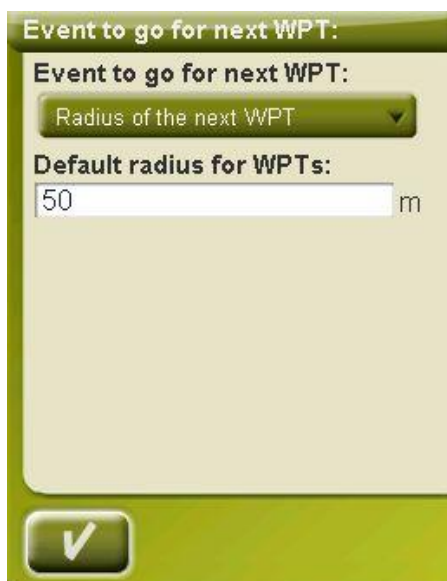 Event to go for next WPT:
Event to go for next WPT:
Radius of the next WPT
Default radius for WPTs:
50 m